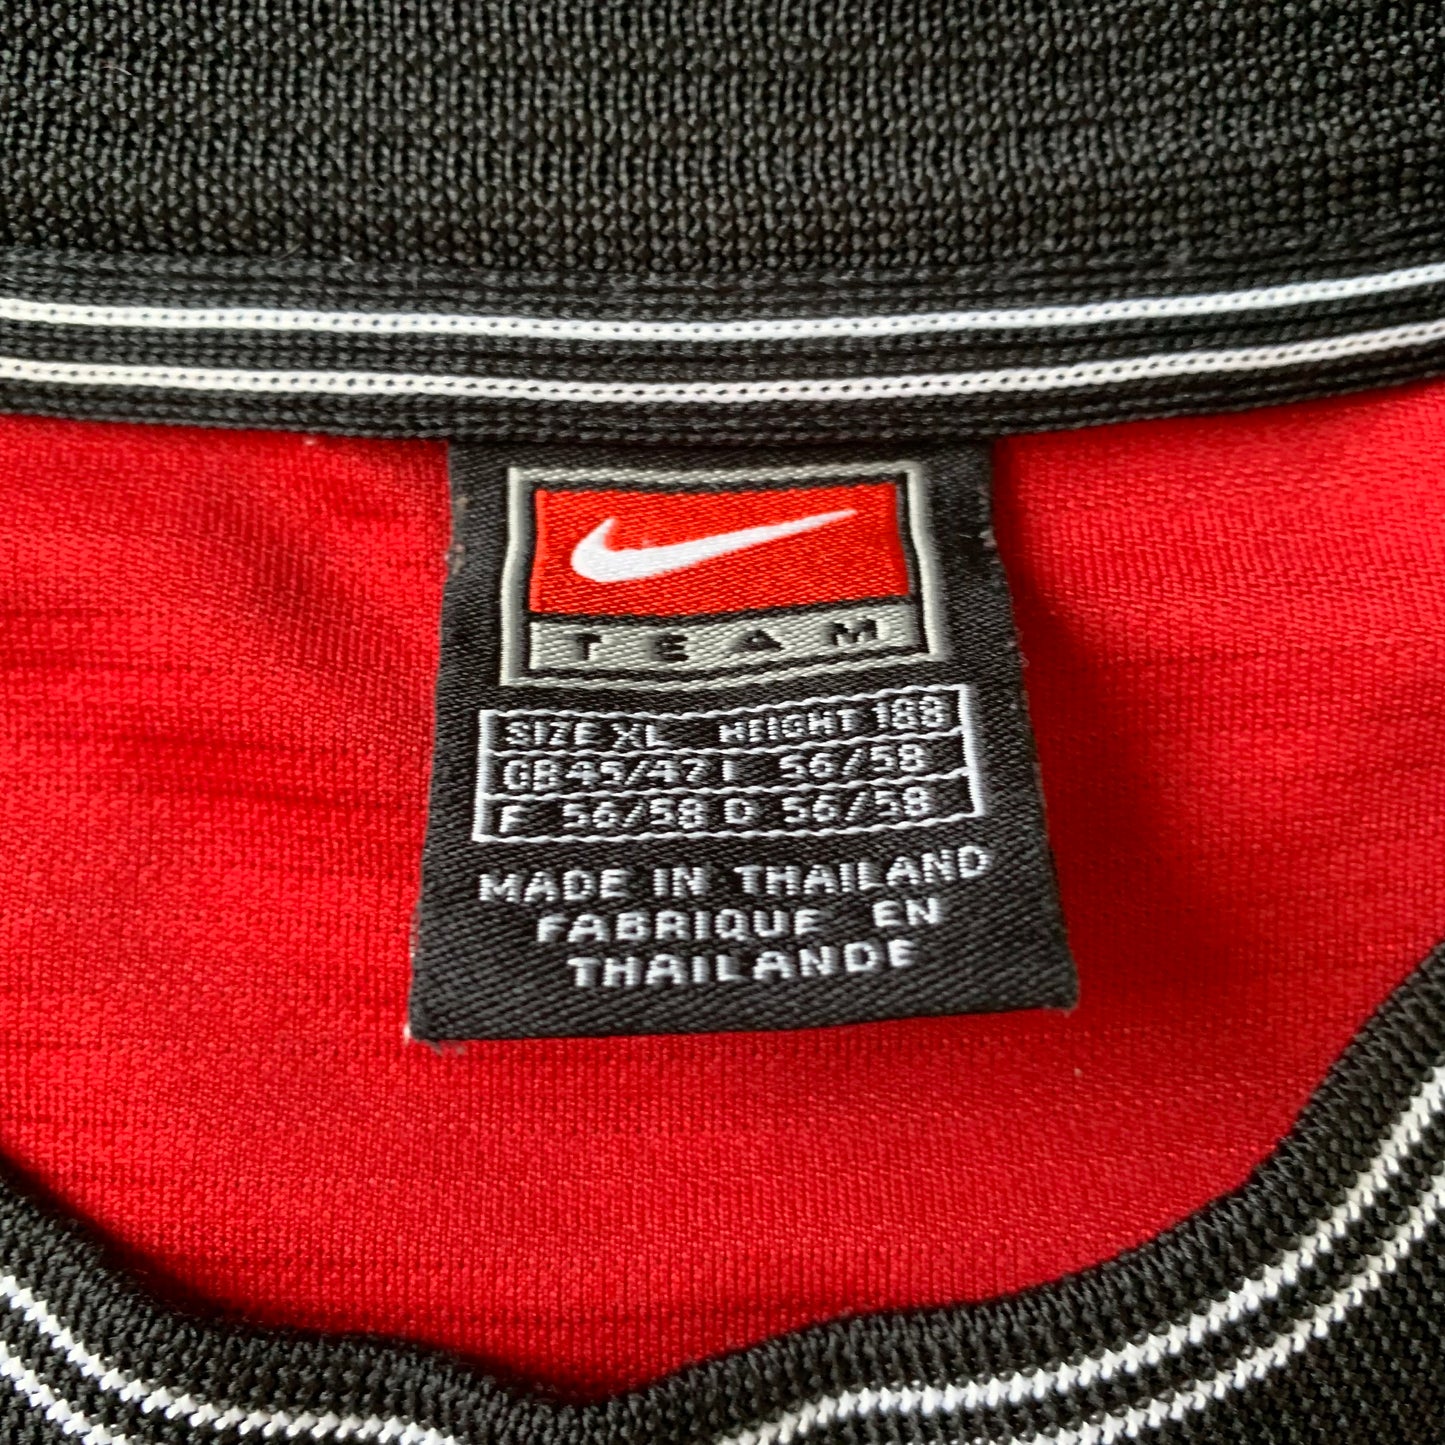 TEAM
SIZE XL HEIGHT 188
GB 45/47 I 56/58
F 56/58 D 56/58
MADE IN THAILAND
FABRIQUE EN
THAILANDE